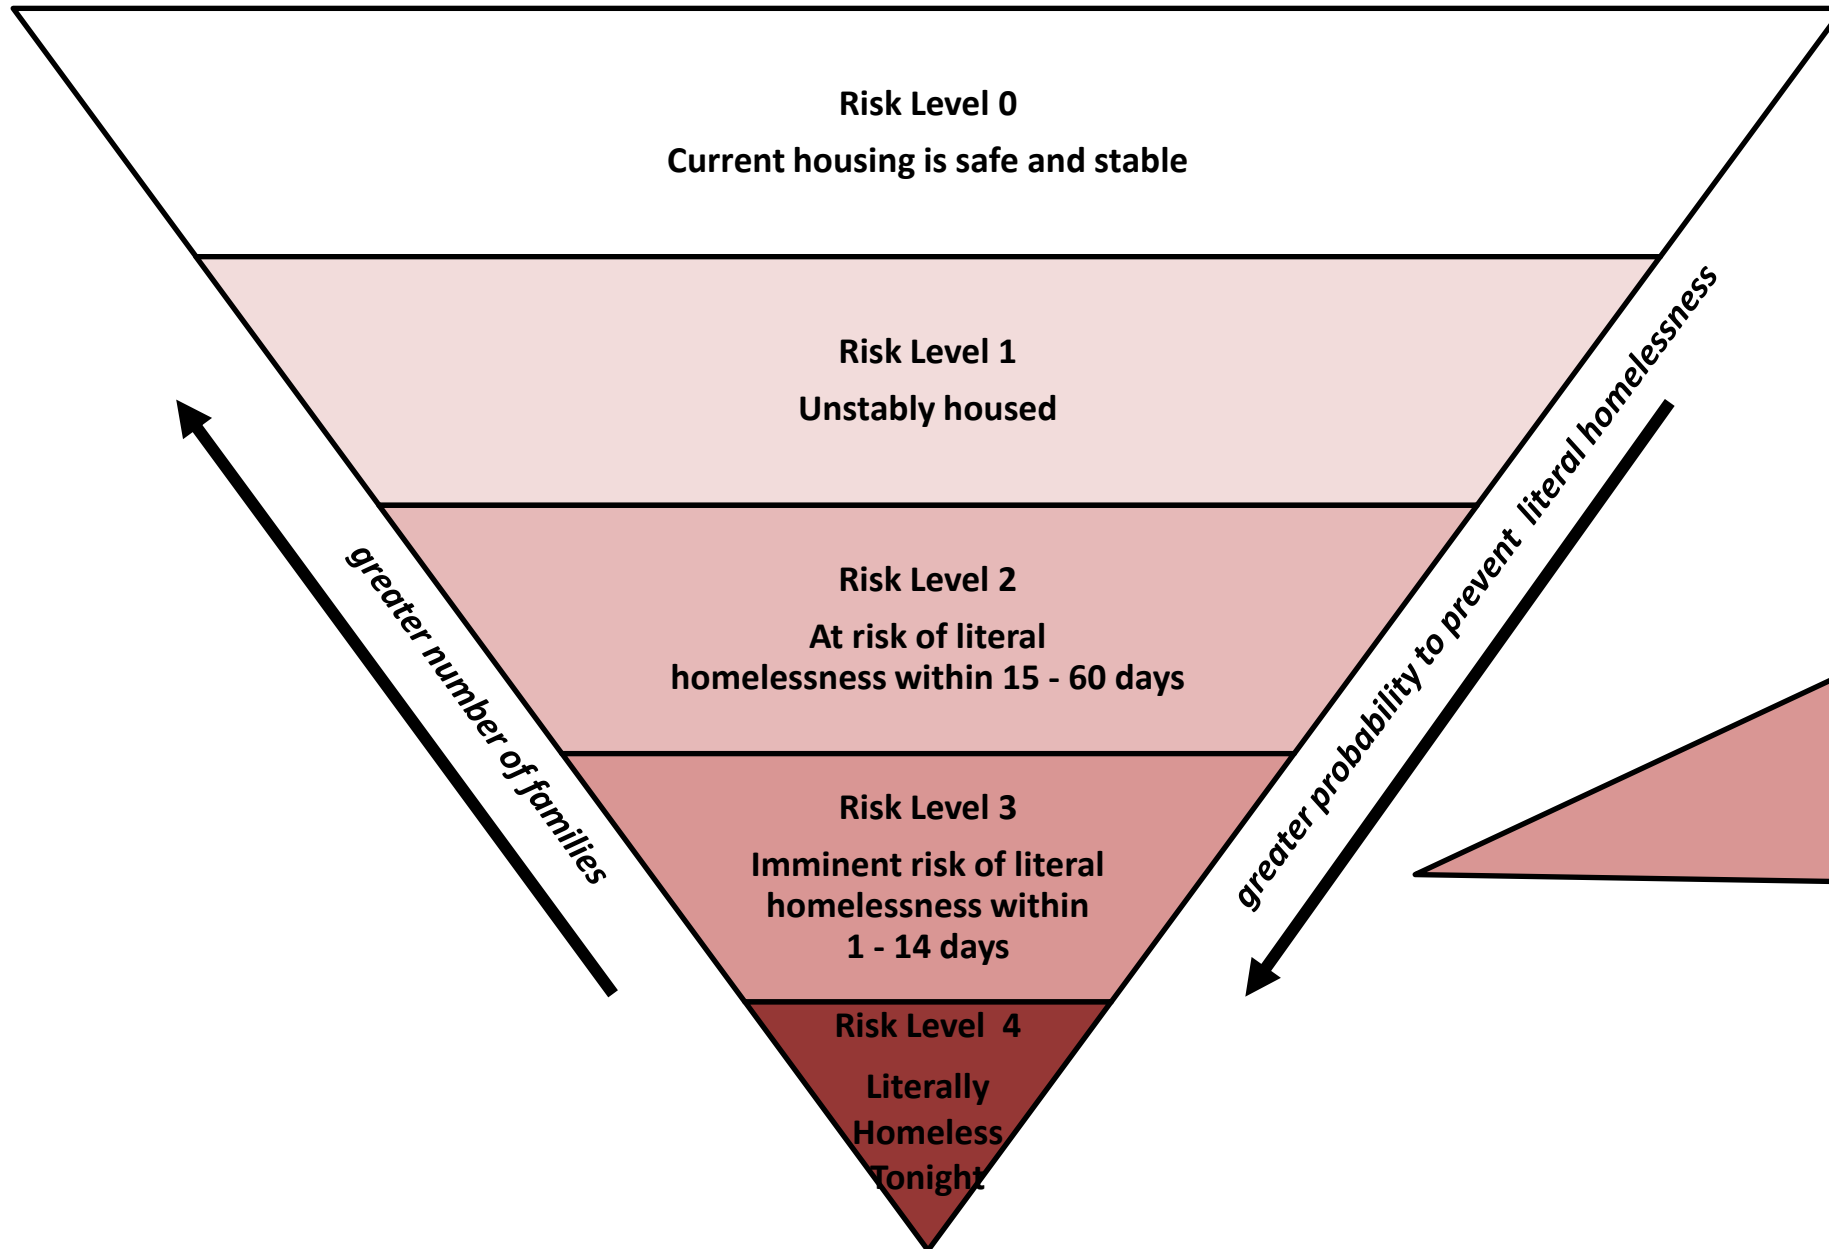 Risk Level 0
Current housing is safe and stable
Risk Level 1
Unstably housed
Risk Level 2
At risk of literal
homelessness within 15 - 60 days
Risk Level 3
Imminent risk of literal
homelessness within
1 - 14 days
Risk Level  4
Literally
Homeless
Tonight
greater number of families
greater probability to prevent  literal homelessness